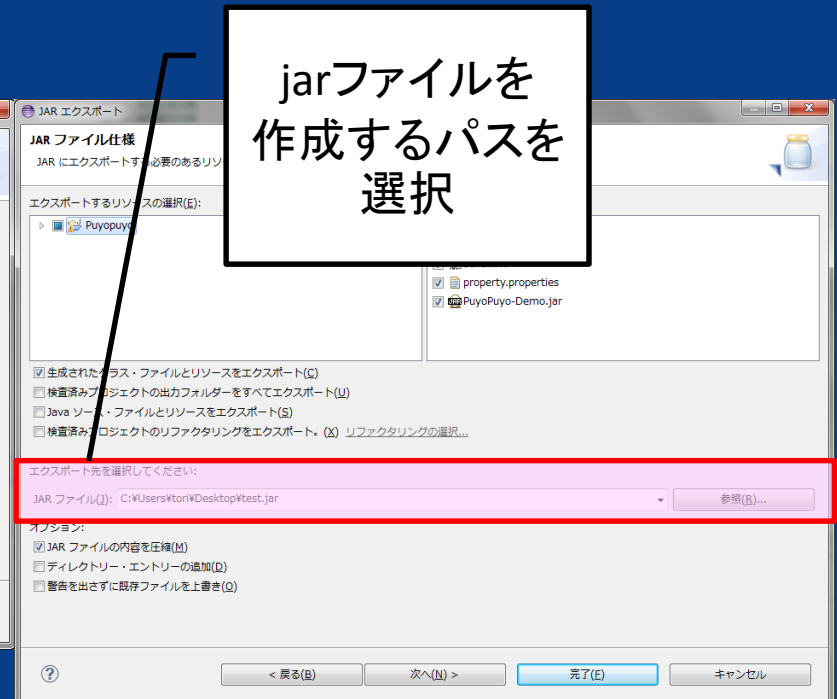 jarファイルを
作成するパスを
選択
JAR エクスポート
JAR ファイル仕様
JAR にエクスポートする必要のあるリソ
エクスポートするリソースの選択(E):
Puyopuyo
property.properties
PuyoPuyo-Demo.jar
生成されたクラス・ファイルとリソースをエクスポート(C)
検査済みプロジェクトの出力フォルダーをすべてエクスポート(U)
Java ソース・ファイルとリソースをエクスポート(S)
検査済みプロジェクトのリファクタリングをエクスポート。(X) リファクタリングの選択...
エクスポート先を選択してください:
JAR ファイル(J): C:¥Users¥tori¥Desktop¥test.jar 参照(R)...
オプション:
JAR ファイルの内容を圧縮(M)
ディレクトリー・エントリーの追加(D)
警告を出さずに既存ファイルを上書き(O)
< 戻る(B) 次へ(N) > 完了(F) キャンセル